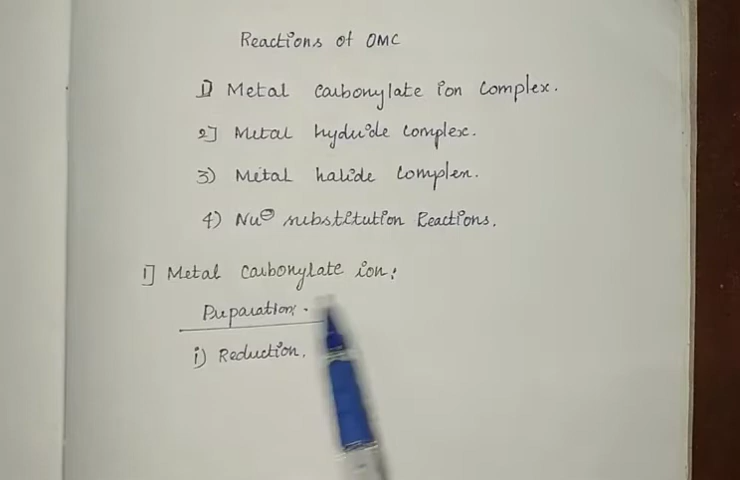 Reactions of OMC
1) Metal carbonylate ion complex.
2) Metal hydride complex.
3) Metal halide complex.
4) Nu⊖ substitution Reactions.
1] Metal carbonylate ion:
Preparation:
i) Reduction.